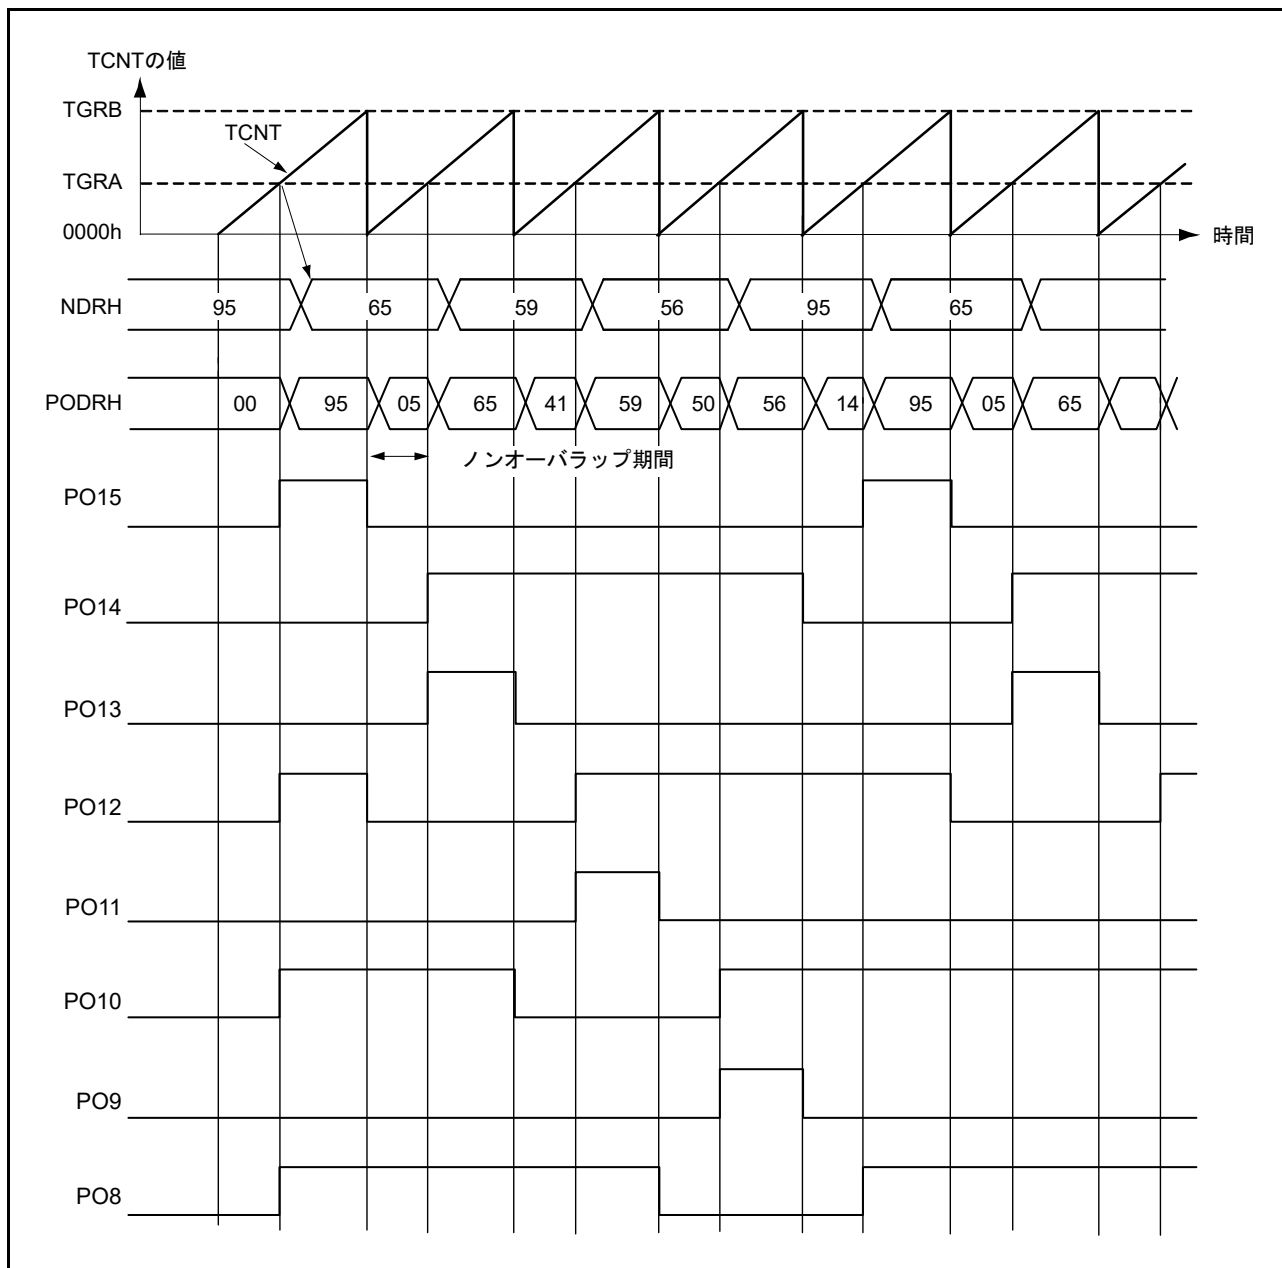 TCNTの値
TGRB
TCNT
TGRA
0000h
時間
NDRH 95 65 59 56 95 65
PODRH 00 95 05 65 41 59 50 56 14 95 05 65
ノンオーバラップ期間
PO15
PO14
PO13
PO12
PO11
PO10
PO9
PO8